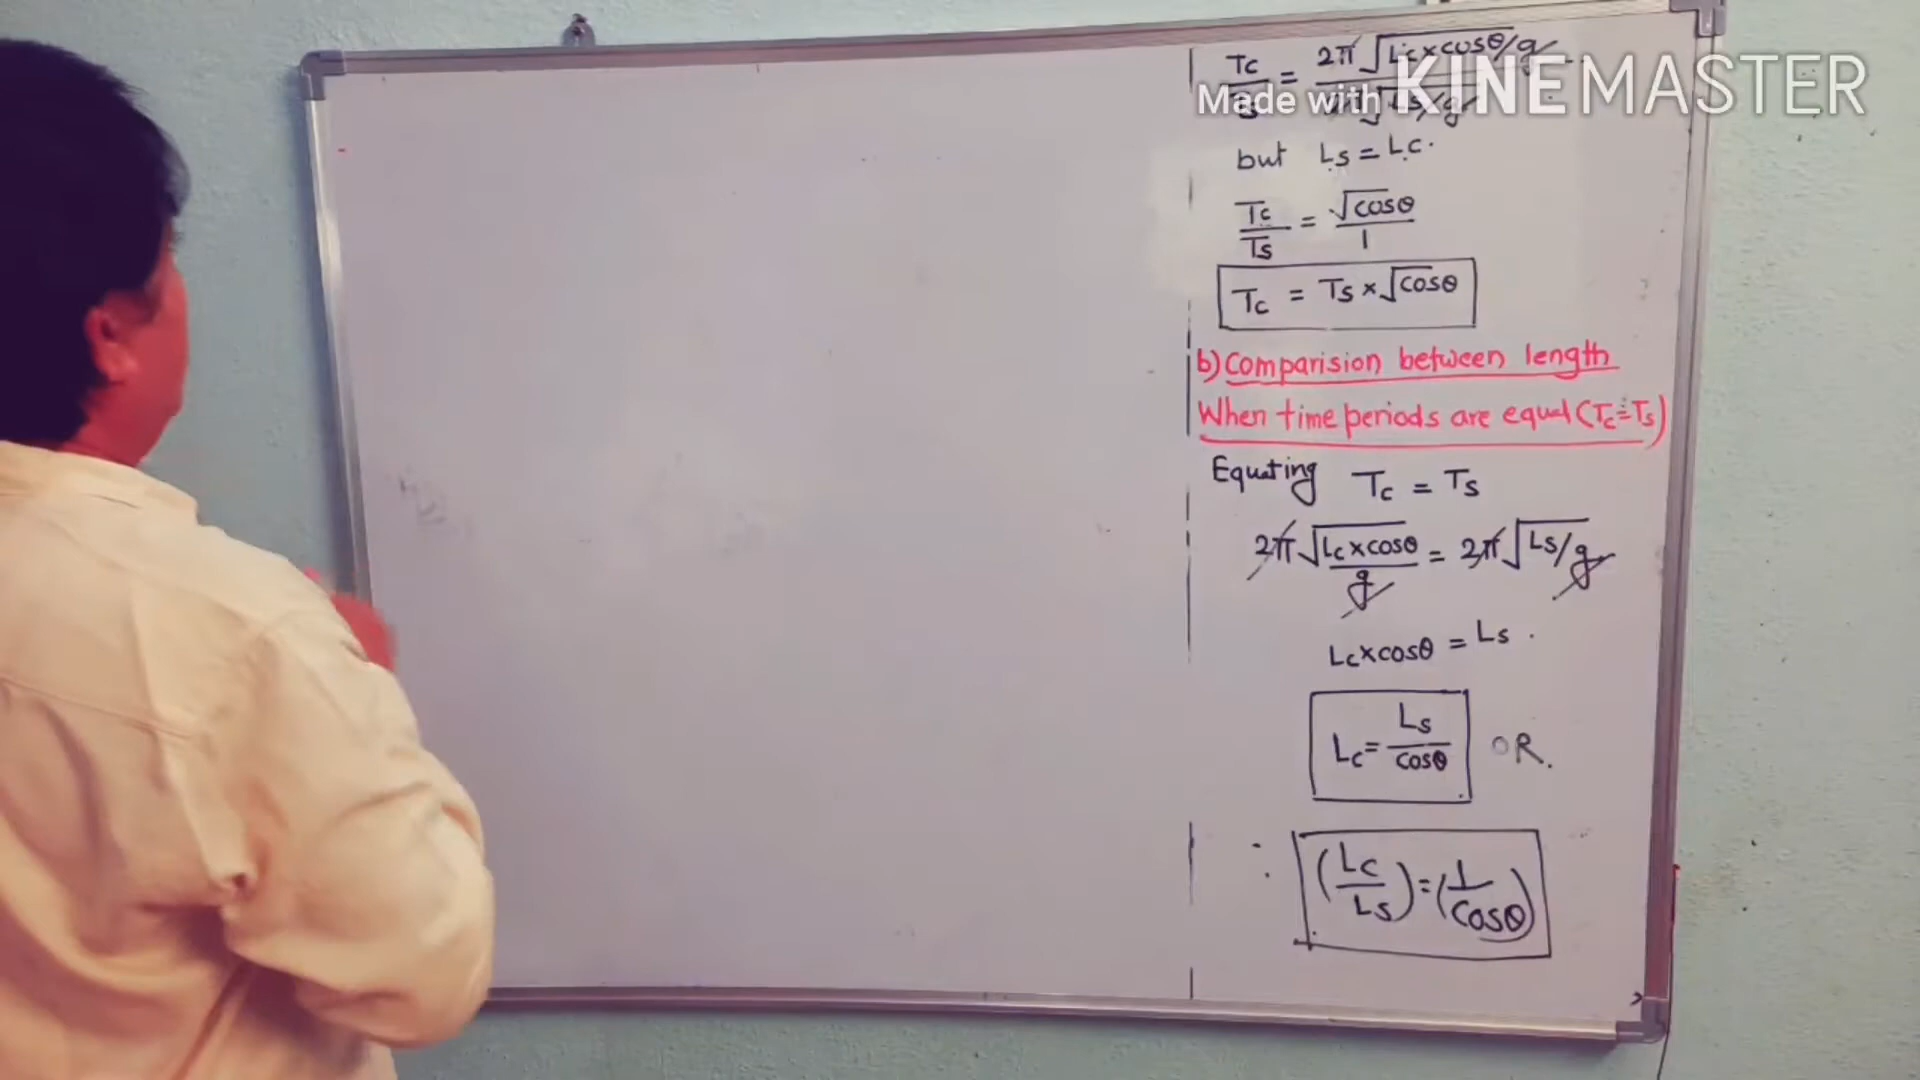 Tc/Ts = 2π√Lc×cosθ/g / 2π√Ls/g
Made with KINEMASTER
but Ls = Lc.
Tc/Ts = √cosθ/1
Tc = Ts × √cosθ
b) Comparision between length
When time periods are equal (Tc = Ts)
Equating Tc = Ts
2π√Lc×cosθ/g = 2π√Ls/g
Lc×cosθ = Ls.
Lc = Ls/cosθ OR.
∴ (Lc/Ls) = (1/cosθ)